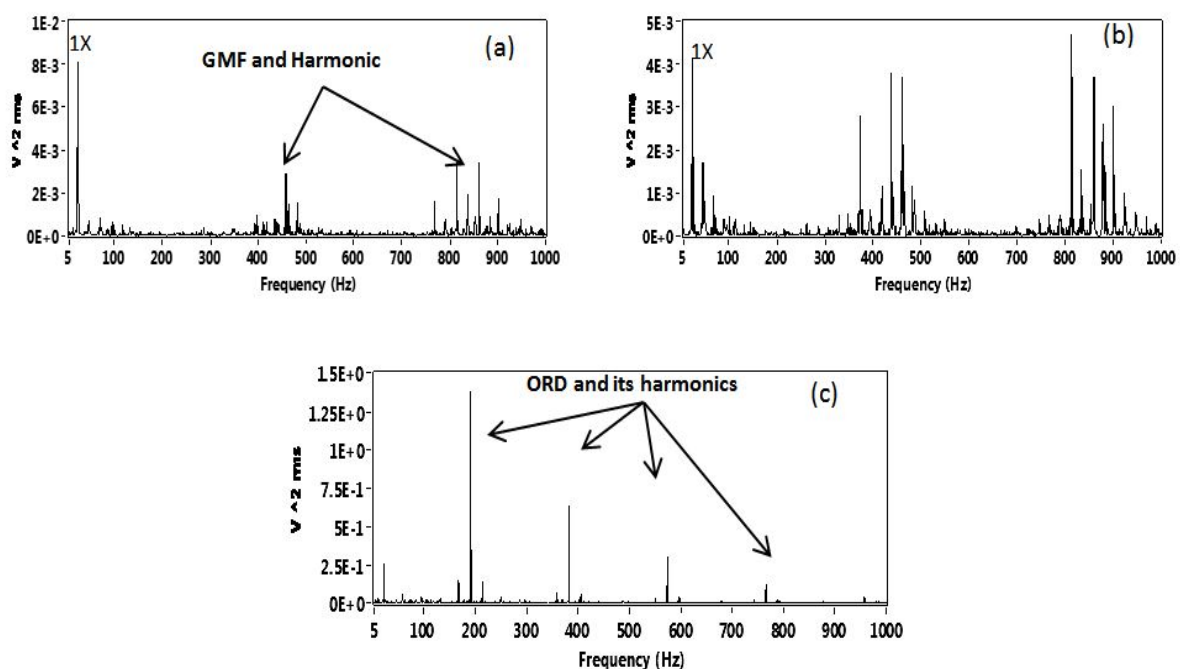 1E-2
8E-3
6E-3
4E-3
2E-3
0E+0
V ^2 rms
1X
GMF and Harmonic
(a)
5 100 200 300 400 500 600 700 800 900 1000
Frequency (Hz)
5E-3
4E-3
3E-3
1E-3
1E-3
0E+0
V ^2 rms
1X
(b)
5 100 200 300 400 500 600 700 800 900 1000
Frequency (Hz)
1.5E+0
1.25E-1
1E+0
7.5E-1
5E-1
2.5E-1
0E+0
V ^2 rms
ORD and its harmonics
(c)
5 100 200 300 400 500 600 700 800 900 1000
Frequency (Hz)